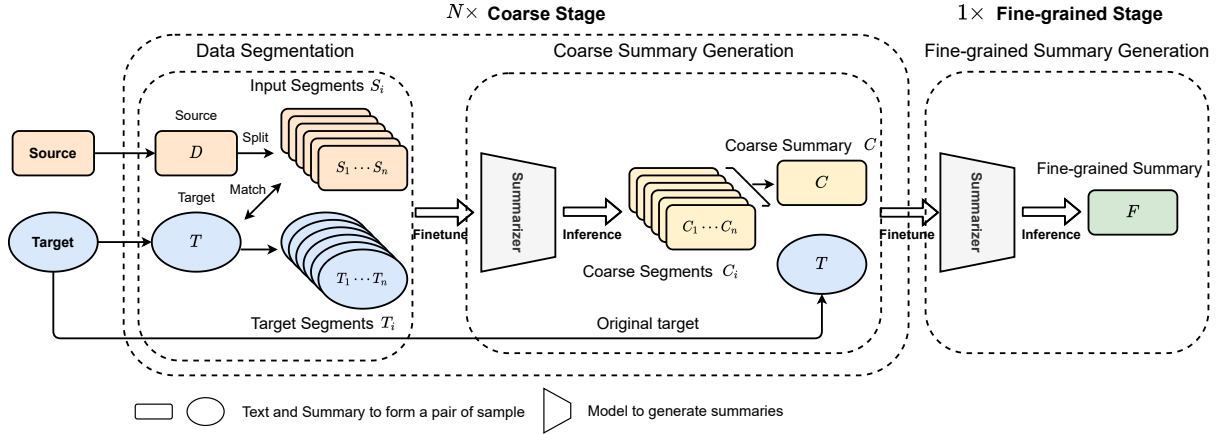 N× Coarse Stage
1× Fine-grained Stage
Data Segmentation
Coarse Summary Generation
Fine-grained Summary Generation
Input Segments S_i
Source
Split
Source
D
S_1 ⋯ S_n
Match
Target
Target
T
T_1 ⋯ T_n
Target Segments T_i
Finetune
Summarizer
Inference
Coarse Summary C
C
C_1 ⋯ C_n
Coarse Segments C_i
T
Original target
Finetune
Summarizer
Inference
Fine-grained Summary
F
Text and Summary to form a pair of sample
Model to generate summaries